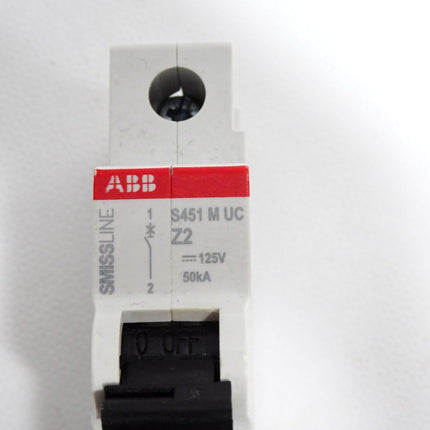 ABB
SMISSLINE
1
S451 M UC
Z2
125V
50kA
2
0 OFF